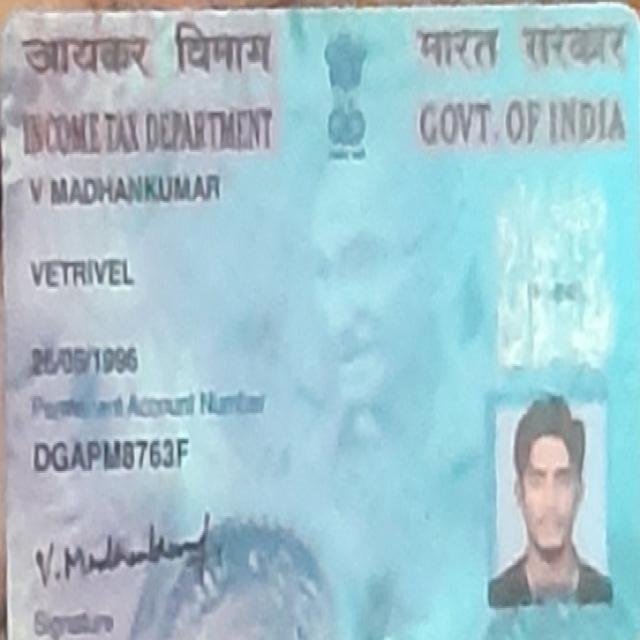 आयकर विभाग
भारत सरकार
INCOME TAX DEPARTMENT
GOVT. OF INDIA
V MADHANKUMAR
VETRIVEL
26/05/1996
Permanent Account Number
DGAPM8763F
V. Madhankumar
Signature